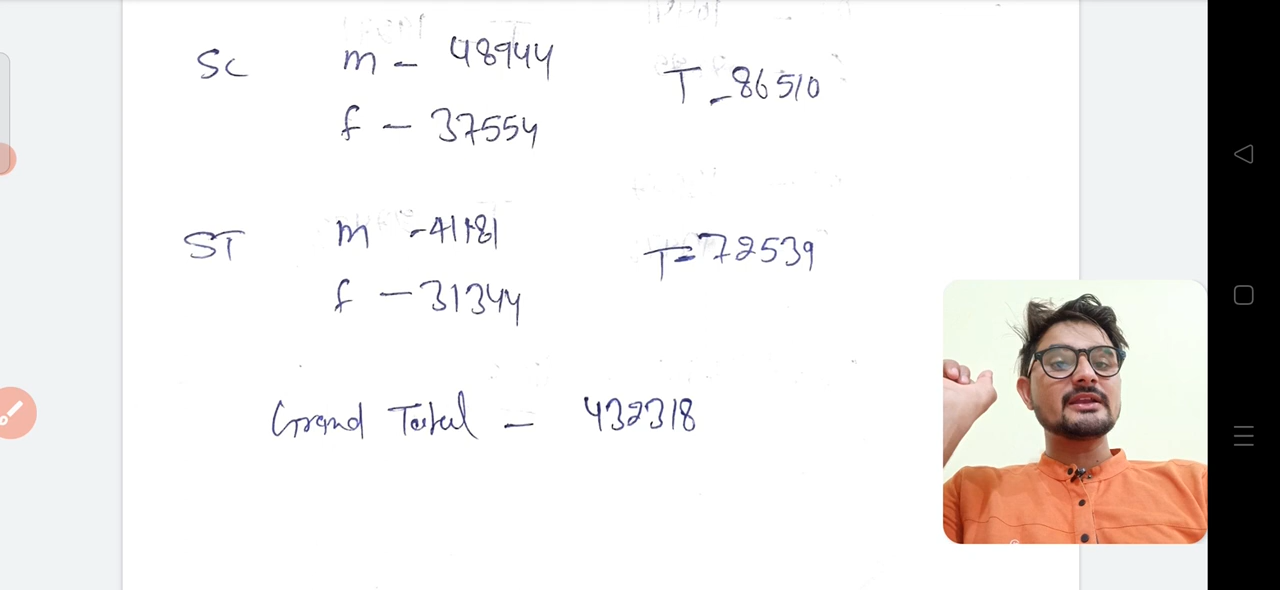 SC m - 48944 T - 86510
f - 37554
ST m - 41181 T = 72539
f - 31344
Grand Total - 432318